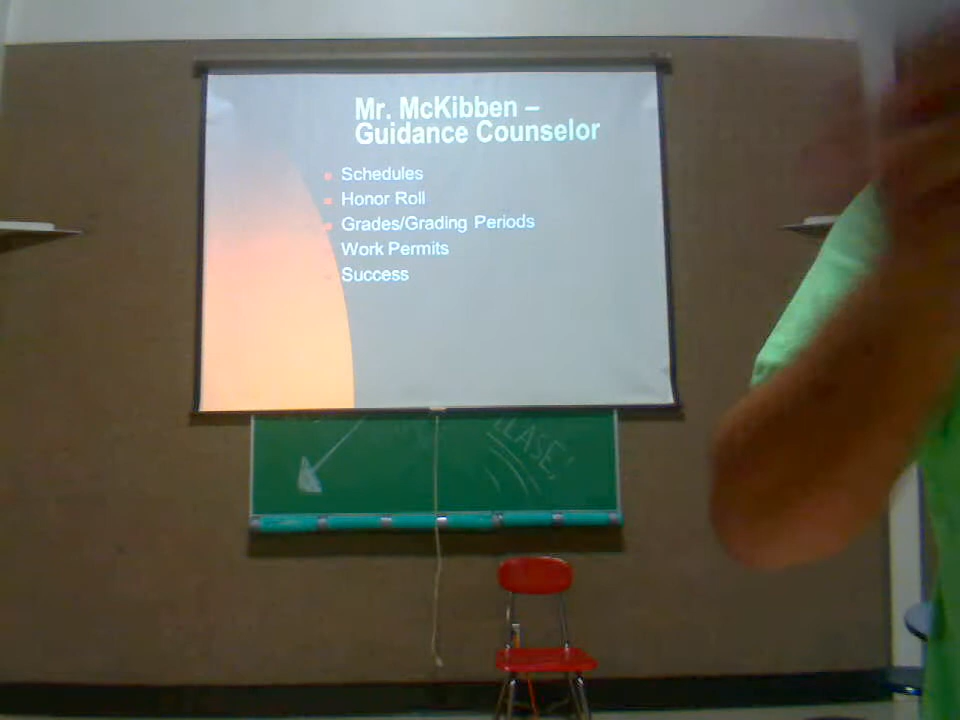 Mr. McKibben –
Guidance Counselor
Schedules
Honor Roll
Grades/Grading Periods
Work Permits
Success